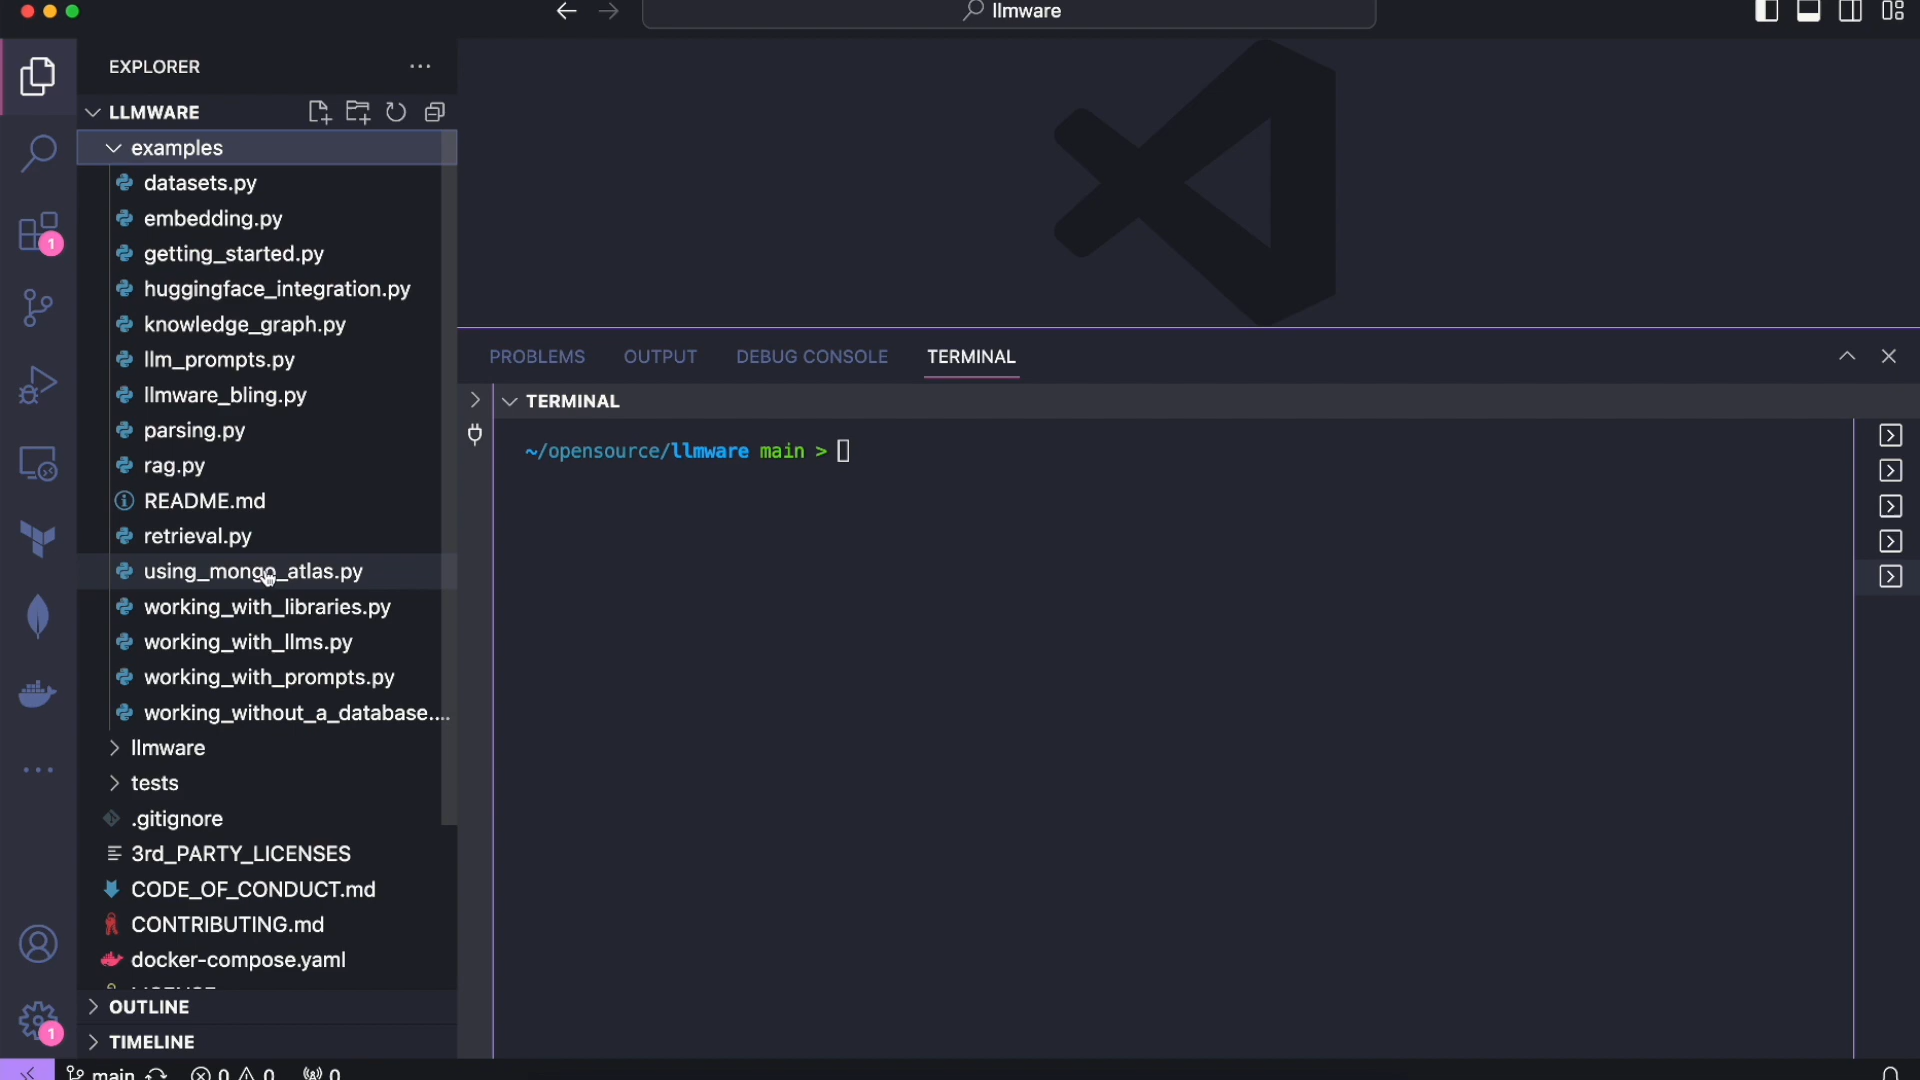 llmware
EXPLORER
LLMWARE
examples
datasets.py
embedding.py
getting_started.py
huggingface_integration.py
knowledge_graph.py
llm_prompts.py
llmware_bling.py
parsing.py
rag.py
README.md
retrieval.py
using_mongo_atlas.py
working_with_libraries.py
working_with_llms.py
working_with_prompts.py
working_without_a_database....
llmware
tests
.gitignore
3rd_PARTY_LICENSES
CODE_OF_CONDUCT.md
CONTRIBUTING.md
docker-compose.yaml
OUTLINE
TIMELINE
1
1
PROBLEMS OUTPUT DEBUG CONSOLE TERMINAL
TERMINAL
~/opensource/llmware main >
main 0 0 0